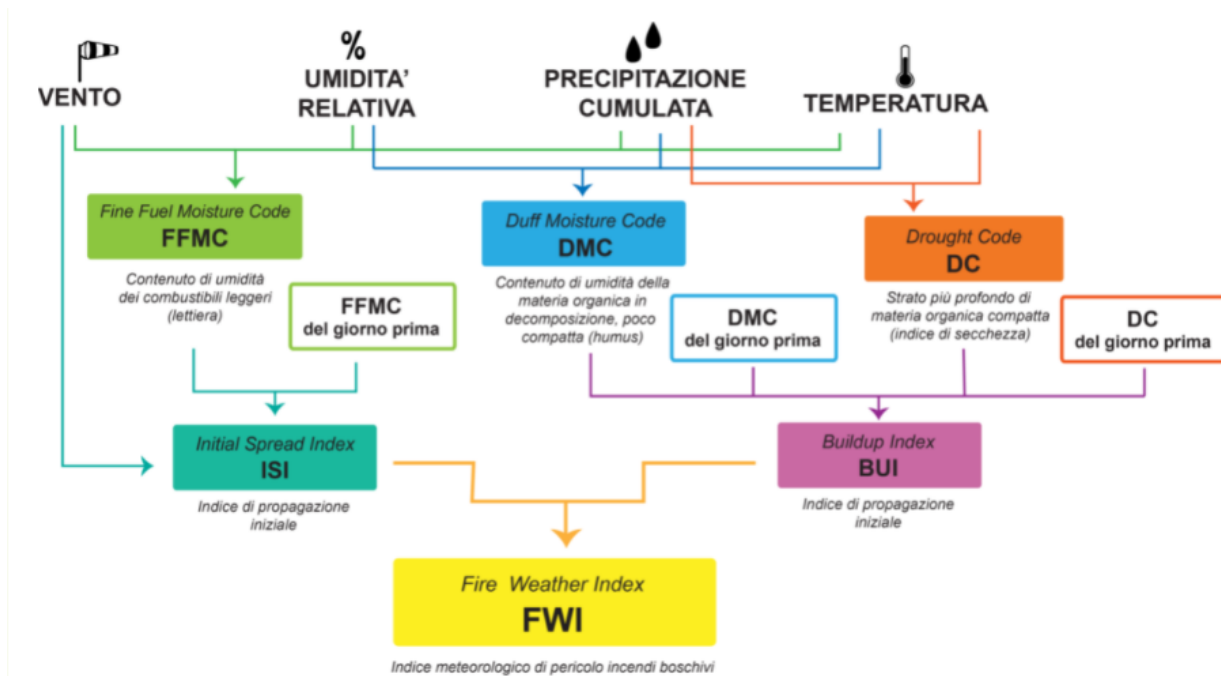 VENTO
%
UMIDITA’
RELATIVA
PRECIPITAZIONE
CUMULATA
TEMPERATURA
Fine Fuel Moisture Code
FFMC
Contenuto di umidità
dei combustibili leggeri
(lettiera)
FFMC
del giorno prima
Duff Moisture Code
DMC
Contenuto di umidità della
materia organica in
decomposizione, poco
compatta (humus)
DMC
del giorno prima
Drought Code
DC
Strato più profondo di
materia organica compatta
(indice di secchezza)
DC
del giorno prima
Initial Spread Index
ISI
Indice di propagazione
iniziale
Buildup Index
BUI
Indice di propagazione
iniziale
Fire Weather Index
FWI
Indice meteorologico di pericolo incendi boschivi